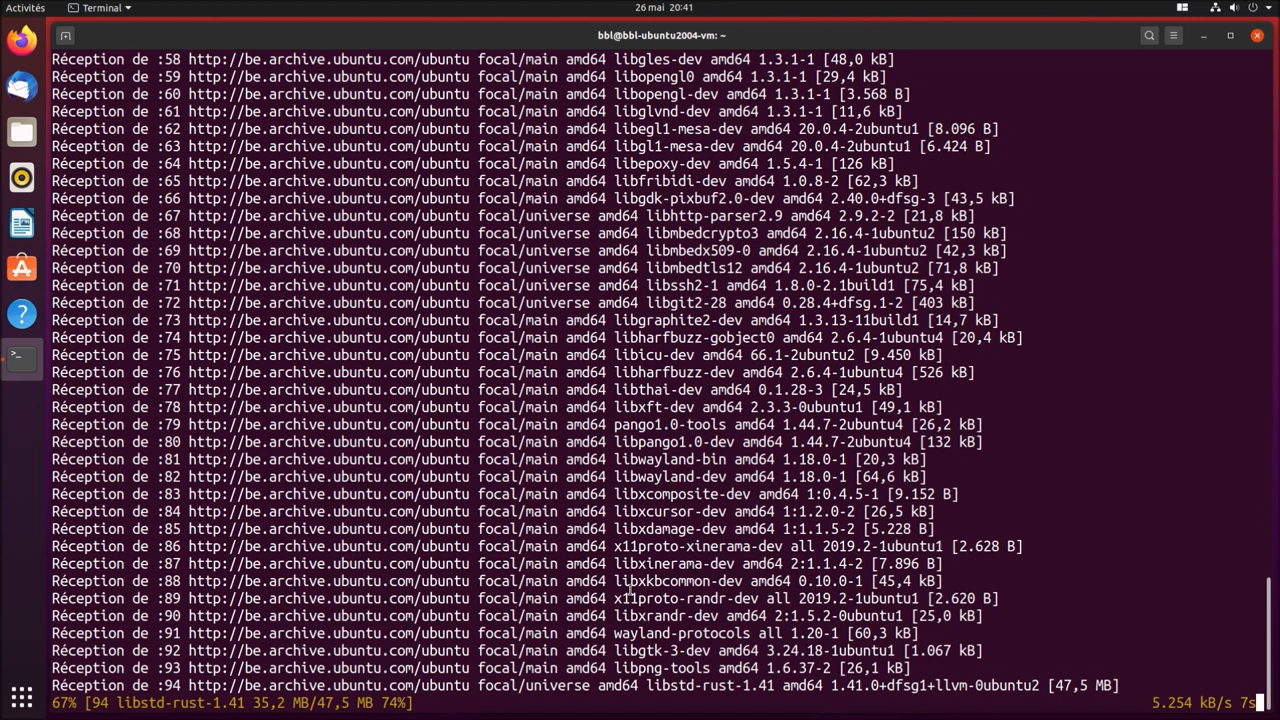 Activités
Terminal
26 mai 20:41
bbl@bbl-ubuntu2004-vm: ~
Réception de :58 http://be.archive.ubuntu.com/ubuntu focal/main amd64 libgles-dev amd64 1.3.1-1 [48,0 kB]
Réception de :59 http://be.archive.ubuntu.com/ubuntu focal/main amd64 libopengl0 amd64 1.3.1-1 [29,4 kB]
Réception de :60 http://be.archive.ubuntu.com/ubuntu focal/main amd64 libopengl-dev amd64 1.3.1-1 [3.568 B]
Réception de :61 http://be.archive.ubuntu.com/ubuntu focal/main amd64 libglvnd-dev amd64 1.3.1-1 [11,6 kB]
Réception de :62 http://be.archive.ubuntu.com/ubuntu focal/main amd64 libegl1-mesa-dev amd64 20.0.4-2ubuntu1 [8.096 B]
Réception de :63 http://be.archive.ubuntu.com/ubuntu focal/main amd64 libgl1-mesa-dev amd64 20.0.4-2ubuntu1 [6.424 B]
Réception de :64 http://be.archive.ubuntu.com/ubuntu focal/main amd64 libepoxy-dev amd64 1.5.4-1 [126 kB]
Réception de :65 http://be.archive.ubuntu.com/ubuntu focal/main amd64 libfribidi-dev amd64 1.0.8-2 [62,3 kB]
Réception de :66 http://be.archive.ubuntu.com/ubuntu focal/main amd64 libgdk-pixbuf2.0-dev amd64 2.40.0+dfsg-3 [43,5 kB]
Réception de :67 http://be.archive.ubuntu.com/ubuntu focal/universe amd64 libhttp-parser2.9 amd64 2.9.2-2 [21,8 kB]
Réception de :68 http://be.archive.ubuntu.com/ubuntu focal/universe amd64 libmbedcrypto3 amd64 2.16.4-1ubuntu2 [150 kB]
Réception de :69 http://be.archive.ubuntu.com/ubuntu focal/universe amd64 libmbedx509-0 amd64 2.16.4-1ubuntu2 [42,3 kB]
Réception de :70 http://be.archive.ubuntu.com/ubuntu focal/universe amd64 libmbedtls12 amd64 2.16.4-1ubuntu2 [71,8 kB]
Réception de :71 http://be.archive.ubuntu.com/ubuntu focal/universe amd64 libssh2-1 amd64 1.8.0-2.1build1 [75,4 kB]
Réception de :72 http://be.archive.ubuntu.com/ubuntu focal/universe amd64 libgit2-28 amd64 0.28.4+dfsg.1-2 [403 kB]
Réception de :73 http://be.archive.ubuntu.com/ubuntu focal/main amd64 libgraphite2-dev amd64 1.3.13-11build1 [14,7 kB]
Réception de :74 http://be.archive.ubuntu.com/ubuntu focal/main amd64 libharfbuzz-gobject0 amd64 2.6.4-1ubuntu4 [20,4 kB]
Réception de :75 http://be.archive.ubuntu.com/ubuntu focal/main amd64 libicu-dev amd64 66.1-2ubuntu2 [9.450 kB]
Réception de :76 http://be.archive.ubuntu.com/ubuntu focal/main amd64 libharfbuzz-dev amd64 2.6.4-1ubuntu4 [526 kB]
Réception de :77 http://be.archive.ubuntu.com/ubuntu focal/main amd64 libthai-dev amd64 0.1.28-3 [24,5 kB]
Réception de :78 http://be.archive.ubuntu.com/ubuntu focal/main amd64 libxft-dev amd64 2.3.3-0ubuntu1 [49,1 kB]
Réception de :79 http://be.archive.ubuntu.com/ubuntu focal/main amd64 pango1.0-tools amd64 1.44.7-2ubuntu4 [26,2 kB]
Réception de :80 http://be.archive.ubuntu.com/ubuntu focal/main amd64 libpango1.0-dev amd64 1.44.7-2ubuntu4 [132 kB]
Réception de :81 http://be.archive.ubuntu.com/ubuntu focal/main amd64 libwayland-bin amd64 1.18.0-1 [20,3 kB]
Réception de :82 http://be.archive.ubuntu.com/ubuntu focal/main amd64 libwayland-dev amd64 1.18.0-1 [64,6 kB]
Réception de :83 http://be.archive.ubuntu.com/ubuntu focal/main amd64 libxcomposite-dev amd64 1:0.4.5-1 [9.152 B]
Réception de :84 http://be.archive.ubuntu.com/ubuntu focal/main amd64 libxcursor-dev amd64 1:1.2.0-2 [26,5 kB]
Réception de :85 http://be.archive.ubuntu.com/ubuntu focal/main amd64 libxdamage-dev amd64 1:1.1.5-2 [5.228 B]
Réception de :86 http://be.archive.ubuntu.com/ubuntu focal/main amd64 x11proto-xinerama-dev all 2019.2-1ubuntu1 [2.628 B]
Réception de :87 http://be.archive.ubuntu.com/ubuntu focal/main amd64 libxinerama-dev amd64 2:1.1.4-2 [7.896 B]
Réception de :88 http://be.archive.ubuntu.com/ubuntu focal/main amd64 libxkbcommon-dev amd64 0.10.0-1 [45,4 kB]
Réception de :89 http://be.archive.ubuntu.com/ubuntu focal/main amd64 x11proto-randr-dev all 2019.2-1ubuntu1 [2.620 B]
Réception de :90 http://be.archive.ubuntu.com/ubuntu focal/main amd64 libxrandr-dev amd64 2:1.5.2-0ubuntu1 [25,0 kB]
Réception de :91 http://be.archive.ubuntu.com/ubuntu focal/main amd64 wayland-protocols all 1.20-1 [60,3 kB]
Réception de :92 http://be.archive.ubuntu.com/ubuntu focal/main amd64 libgtk-3-dev amd64 3.24.18-1ubuntu1 [1.067 kB]
Réception de :93 http://be.archive.ubuntu.com/ubuntu focal/main amd64 libpng-tools amd64 1.6.37-2 [26,1 kB]
Réception de :94 http://be.archive.ubuntu.com/ubuntu focal/universe amd64 libstd-rust-1.41 amd64 1.41.0+dfsg1+llvm-0ubuntu2 [47,5 MB]
67% [94 libstd-rust-1.41 35,2 MB/47,5 MB 74%] 5.254 kB/s 7s